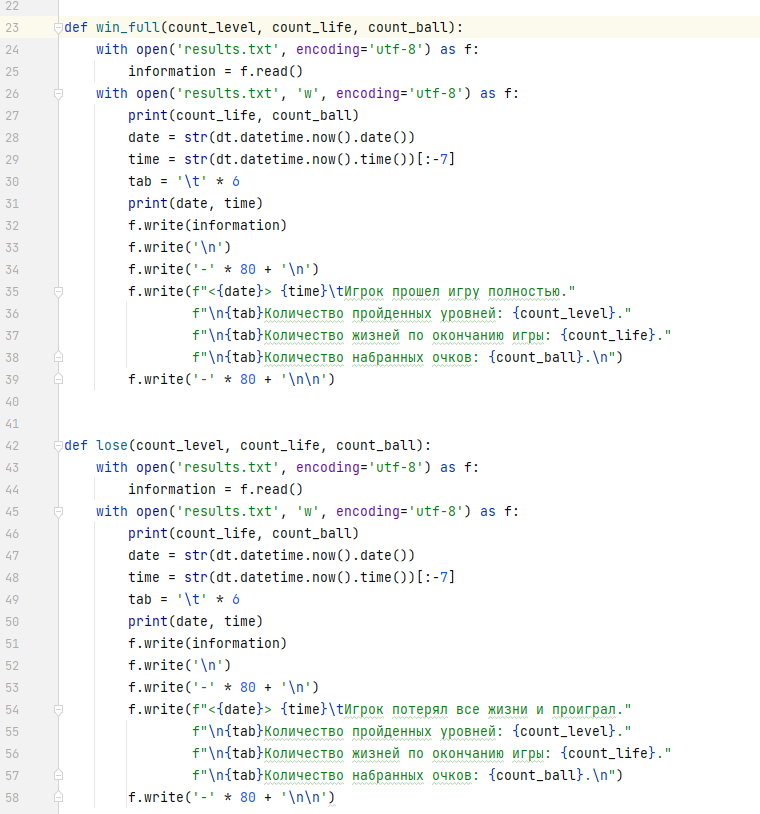 22
23 def win_full(count_level, count_life, count_ball):
24     with open('results.txt', encoding='utf-8') as f:
25         information = f.read()
26     with open('results.txt', 'w', encoding='utf-8') as f:
27         print(count_life, count_ball)
28         date = str(dt.datetime.now().date())
29         time = str(dt.datetime.now().time())[:-7]
30         tab = '\t' * 6
31         print(date, time)
32         f.write(information)
33         f.write('\n')
34         f.write('-' * 80 + '\n')
35         f.write(f"<{date}> {time}\tИгрок прошел игру полностью."
36                 f"\n{tab}Количество пройденных уровней: {count_level}."
37                 f"\n{tab}Количество жизней по окончанию игры: {count_life}."
38                 f"\n{tab}Количество набранных очков: {count_ball}.\n")
39         f.write('-' * 80 + '\n\n')
40
41
42 def lose(count_level, count_life, count_ball):
43     with open('results.txt', encoding='utf-8') as f:
44         information = f.read()
45     with open('results.txt', 'w', encoding='utf-8') as f:
46         print(count_life, count_ball)
47         date = str(dt.datetime.now().date())
48         time = str(dt.datetime.now().time())[:-7]
49         tab = '\t' * 6
50         print(date, time)
51         f.write(information)
52         f.write('\n')
53         f.write('-' * 80 + '\n')
54         f.write(f"<{date}> {time}\tИгрок потерял все жизни и проиграл."
55                 f"\n{tab}Количество пройденных уровней: {count_level}."
56                 f"\n{tab}Количество жизней по окончанию игры: {count_life}."
57                 f"\n{tab}Количество набранных очков: {count_ball}.\n")
58         f.write('-' * 80 + '\n\n')